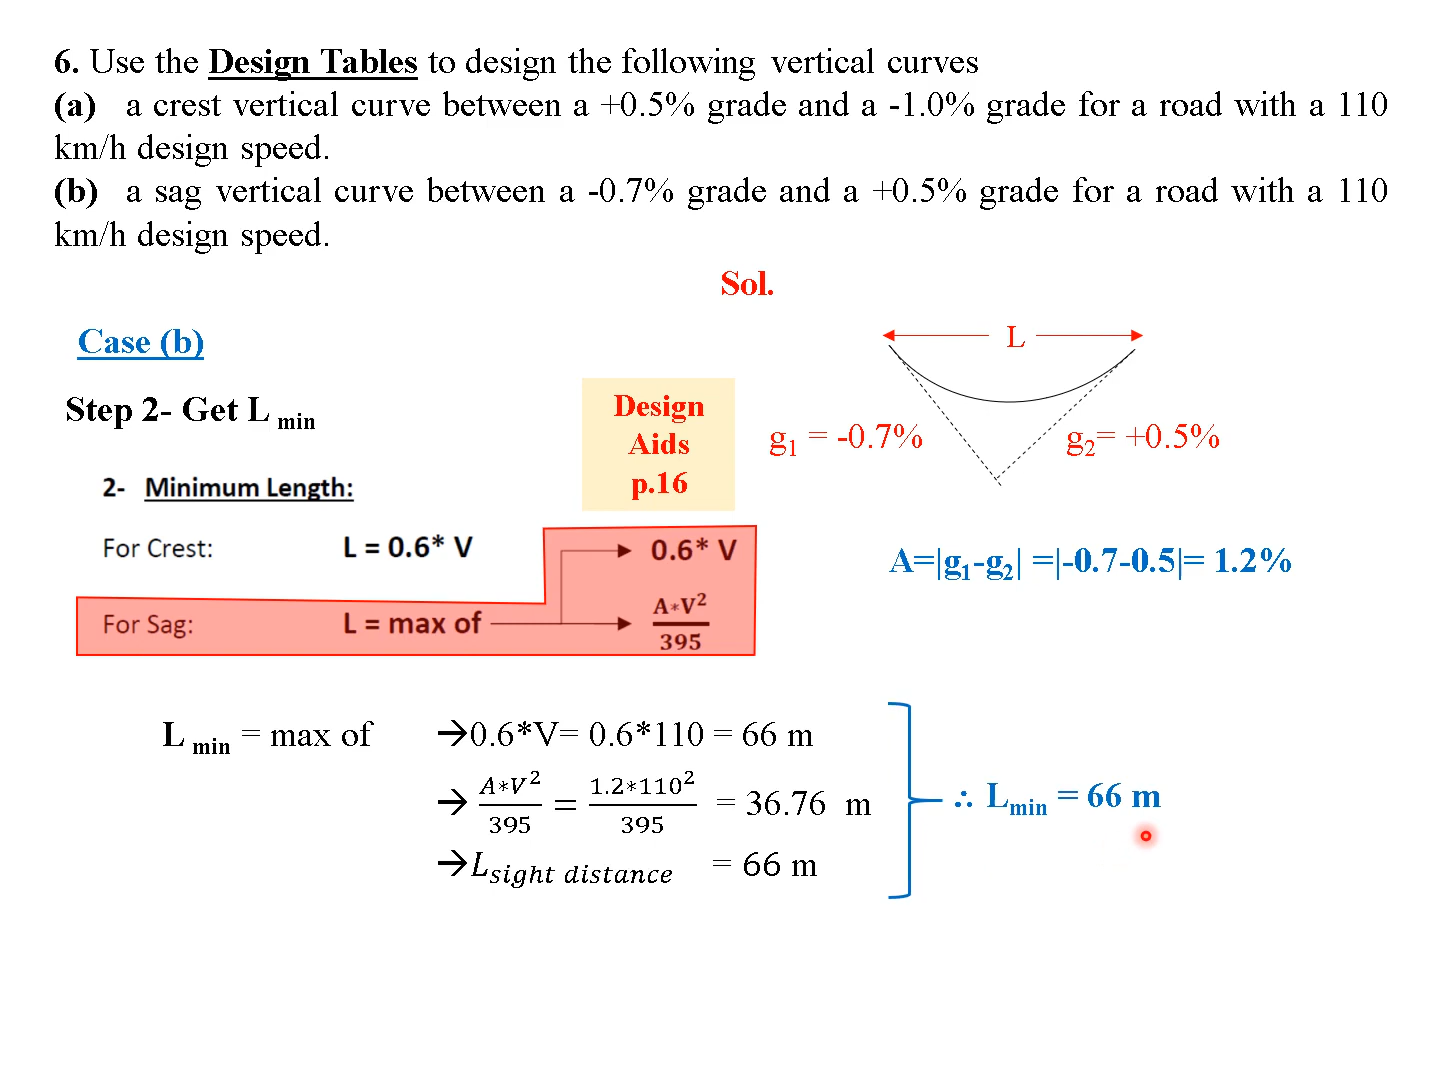 6. Use the Design Tables to design the following vertical curves
(a) a crest vertical curve between a +0.5% grade and a -1.0% grade for a road with a 110
km/h design speed.
(b) a sag vertical curve between a -0.7% grade and a +0.5% grade for a road with a 110
km/h design speed.
Sol.
Case (b)
L
Step 2- Get L min
Design
Aids
p.16
g1 = -0.7%
g2= +0.5%
2- Minimum Length:
For Crest: L = 0.6* V
0.6* V
A=|g1-g2| =|-0.7-0.5|= 1.2%
For Sag: L = max of
A*V²/395
L min = max of →0.6*V= 0.6*110 = 66 m
→ A*V²/395 = 1.2*110²/395 = 36.76 m
∴ Lmin = 66 m
→Lsight distance = 66 m